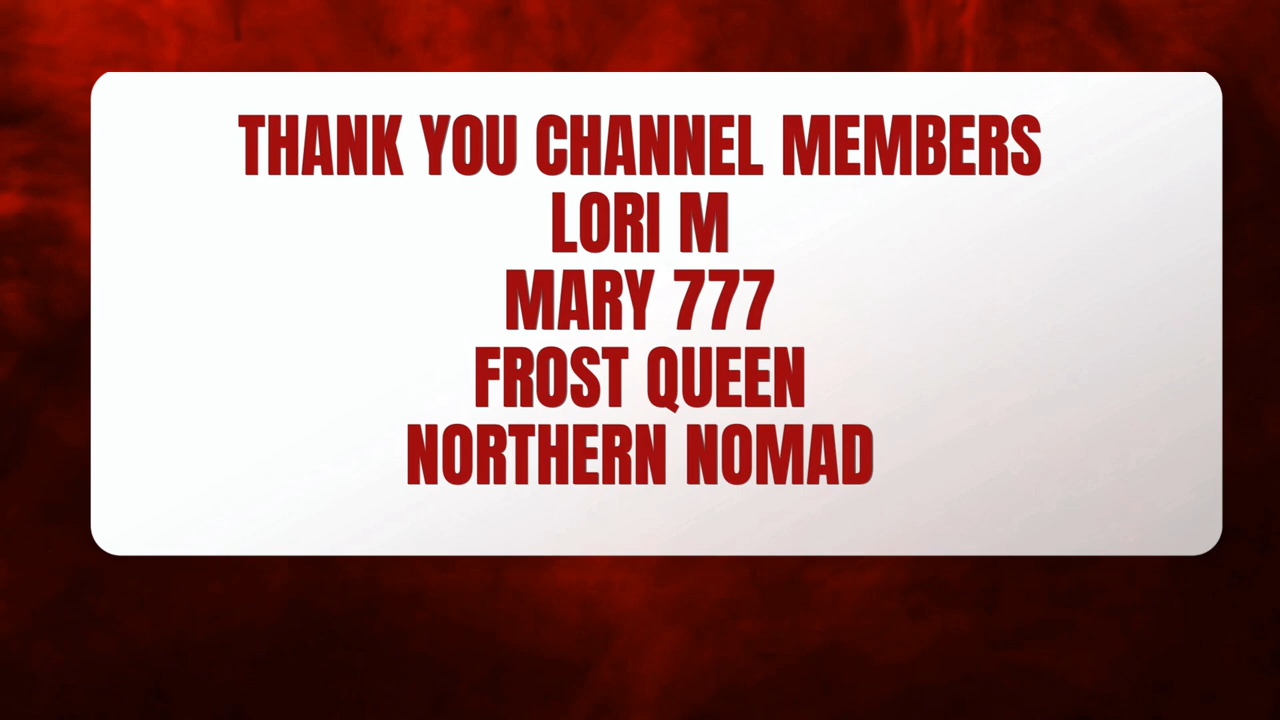 THANK YOU CHANNEL MEMBERS
LORI M
MARY 777
FROST QUEEN
NORTHERN NOMAD